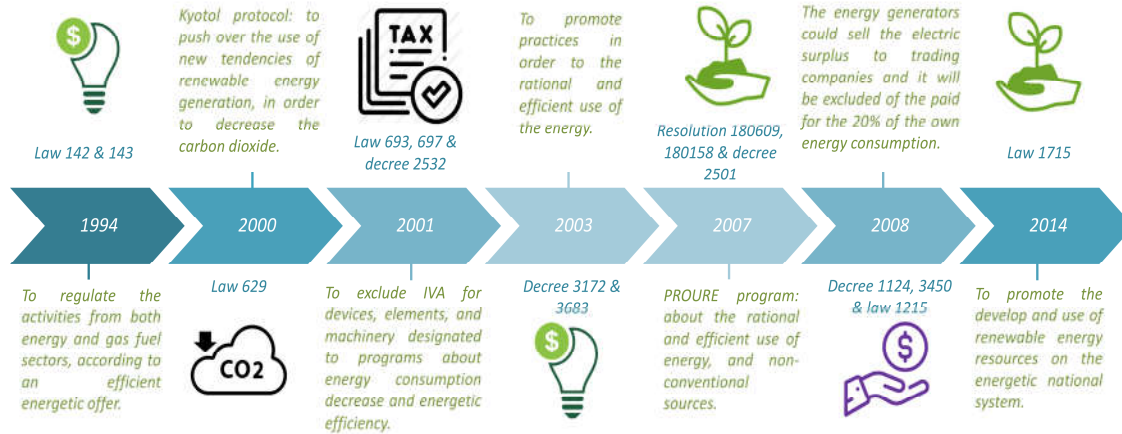 $
Law 142 & 143
1994
To regulate the
activities from both
energy and gas fuel
sectors, according to
an efficient
energetic offer.
Kyotol protocol: to
push over the use of
new tendencies of
renewable energy
generation, in order
to decrease the
carbon dioxide.
2000
Law 629
CO2
TAX
Law 693, 697 &
decree 2532
2001
To exclude IVA for
devices, elements, and
machinery designated
to programs about
energy consumption
decrease and energetic
efficiency.
To promote
practices in
order to the
rational and
efficient use of
the energy.
2003
Decree 3172 &
3683
$
Resolution 180609,
180158 & decree
2501
2007
PROURE program:
about the rational
and efficient use of
energy, and non-
conventional
sources.
The energy generators
could sell the electric
surplus to trading
companies and it will
be excluded of the paid
for the 20% of the own
energy consumption.
2008
Decree 1124, 3450
& law 1215
$
Law 1715
2014
To promote the
develop and use of
renewable energy
resources on the
energetic national
system.